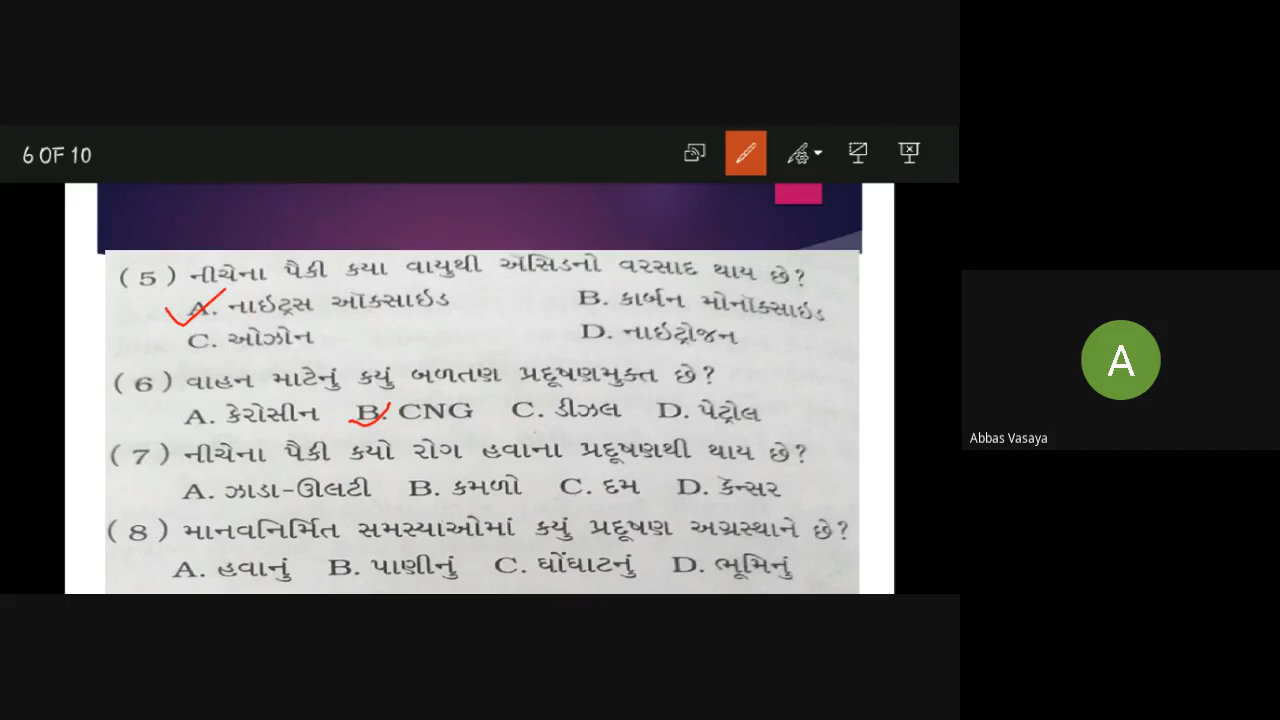 6 OF 10
(5) નીચેના પૈકી કયા વાયુથી ઍસિડનો વરસાદ થાય છે?
A. નાઇટ્રસ ઑક્સાઇડ B. કાર્બન મોનૉક્સાઇડ
C. ઓઝોન D. નાઇટ્રોજન
(6) વાહન માટેનું કયું બળતણ પ્રદૂષણમુક્ત છે?
A. કેરોસીન B. CNG C. ડીઝલ D. પેટ્રોલ
(7) નીચેના પૈકી કયો રોગ હવાના પ્રદૂષણથી થાય છે?
A. ઝાડા-ઊલટી B. કમળો C. દમ D. કૅન્સર
(8) માનવનિર્મિત સમસ્યાઓમાં કયું પ્રદૂષણ અગ્રસ્થાને છે?
A. હવાનું B. પાણીનું C. ઘોંઘાટનું D. ભૂમિનું
A
Abbas Vasaya